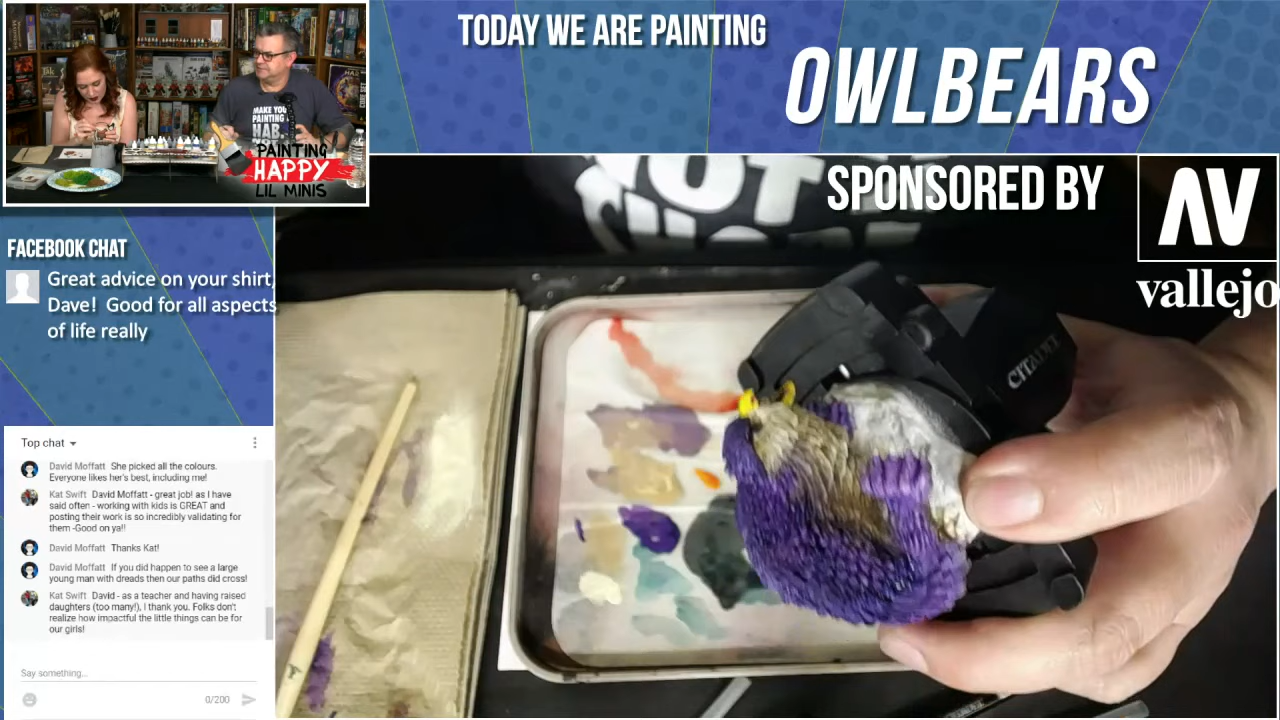 TODAY WE ARE PAINTING
OWLBEARS
MAKE YOU
PAINTING
HAB
PAINTING
HAPPY
LIL MINIS
SPONSORED BY
AV
vallejo
FACEBOOK CHAT
Great advice on your shirt,
Dave! Good for all aspects
of life really
CITADEL
Top chat
David Moffatt She picked all the colours.
Everyone likes her's best, including me!
Kat Swift David Moffatt - great job! as I have
said often - working with kids is GREAT and
posting their work is so incredibly validating for
them -Good on ya!!
David Moffatt Thanks Kat!
David Moffatt If you did happen to see a large
young man with dreads then our paths did cross!
Kat Swift David - as a teacher and having raised
daughters (too many!), I thank you. Folks don't
realize how impactful the little things can be for
our girls!
Say something...
0/200